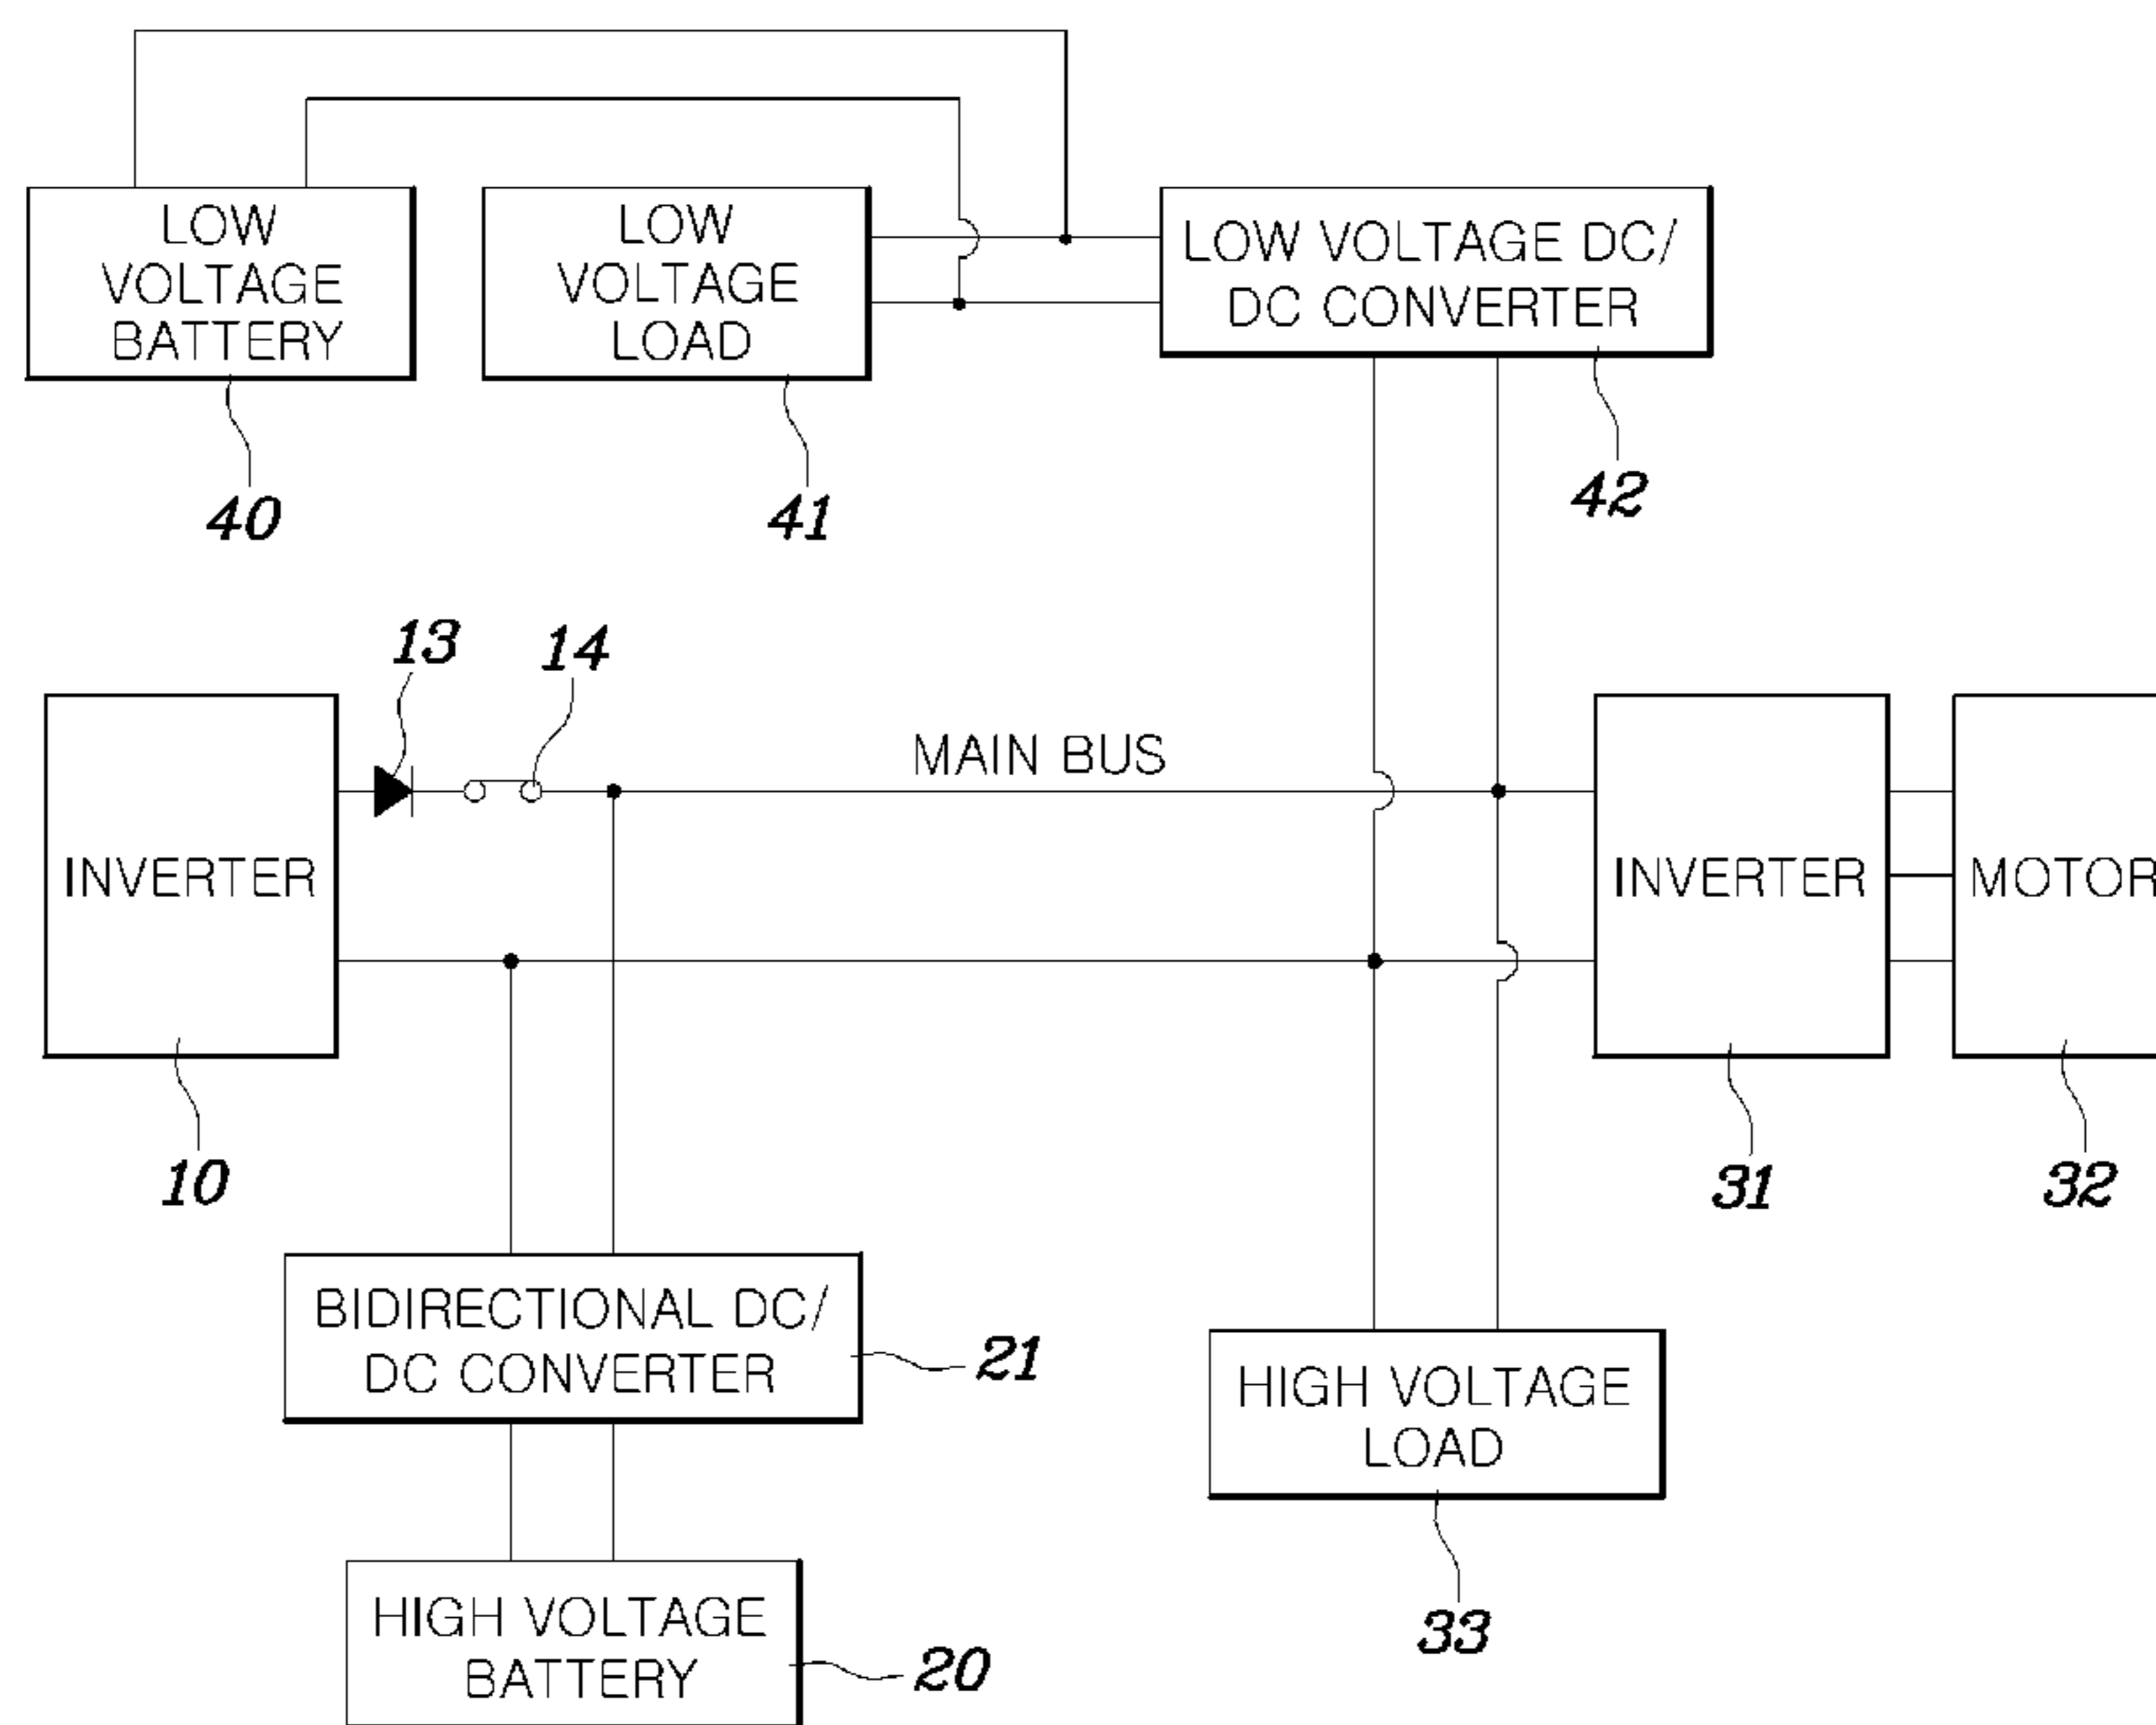 LOW
VOLTAGE
BATTERY
LOW
VOLTAGE
LOAD
LOW VOLTAGE DC/
DC CONVERTER
40
41
42
13
14
MAIN BUS
INVERTER
INVERTER
MOTOR
10
31
32
BIDIRECTIONAL DC/
DC CONVERTER
21
HIGH VOLTAGE
LOAD
33
HIGH VOLTAGE
BATTERY
20